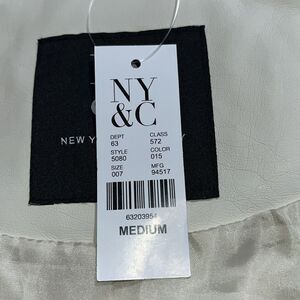 NY
&C
DEPT CLASS
63 572
STYLE COLOR
5080 015
SIZE MFG
007 94517
63203954
MEDIUM
NEW Y